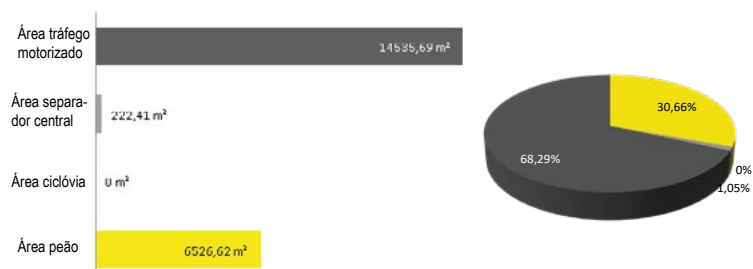 Área tráfego
motorizado
14535,69 m²
Área separa-
dor central
222,41 m²
Área ciclóvia
0 m²
Área peão
6526,62 m²
30,66%
68,29%
0%
1,05%